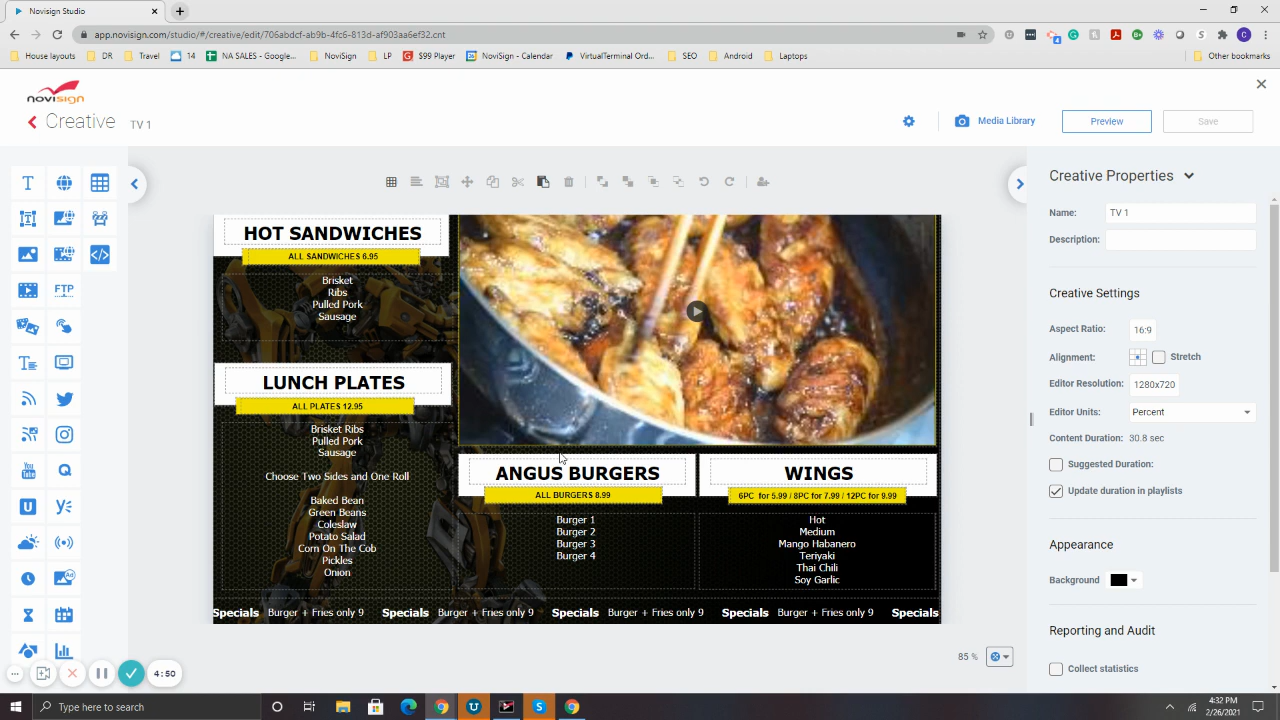 Novisign Studio
app.novisign.com/studio/#/creative/edit/706abdcf-ab9b-4fc6-813d-af903aa6ef32.cnt
House layouts
DR
Travel
14
NA SALES - Google...
NoviSign
LP
S99 Player
NoviSign - Calendar...
VirtualTerminal Ord...
SEO
Android
Laptops
Other bookmarks
novisign
Creative TV 1
Media Library
Preview
Save
HOT SANDWICHES
ALL SANDWICHES 6.95
Brisket
Ribs
Pulled Pork
Sausage
LUNCH PLATES
ALL PLATES 12.95
Brisket Ribs
Pulled Pork
Sausage
Choose Two Sides and One Roll
Baked Bean
Green Beans
Coleslaw
Potato Salad
Corn On The Cob
Pickles
Onion
ANGUS BURGERS
ALL BURGERS 8.99
Burger 1
Burger 2
Burger 3
Burger 4
WINGS
6PC for 5.99 / 8PC for 7.99 / 12PC for 9.99
Hot
Medium
Mango Habanero
Teriyaki
Thai Chili
Soy Garlic
Specials Burger + Fries only 9 Specials Burger + Fries only 9 Specials Burger + Fries only 9 Specials Burger + Fries only 9 Specials
85 %
Creative Properties
Name: TV 1
Description:
Creative Settings
Aspect Ratio: 16:9
Alignment: Stretch
Editor Resolution: 1280x720
Editor Units: Percent
Content Duration: 30.8 sec
Suggested Duration:
Update duration in playlists
Appearance
Background
Reporting and Audit
Collect statistics
FTP
You Tube
Ad
4:50
Type here to search
4:32 PM
2/26/2021